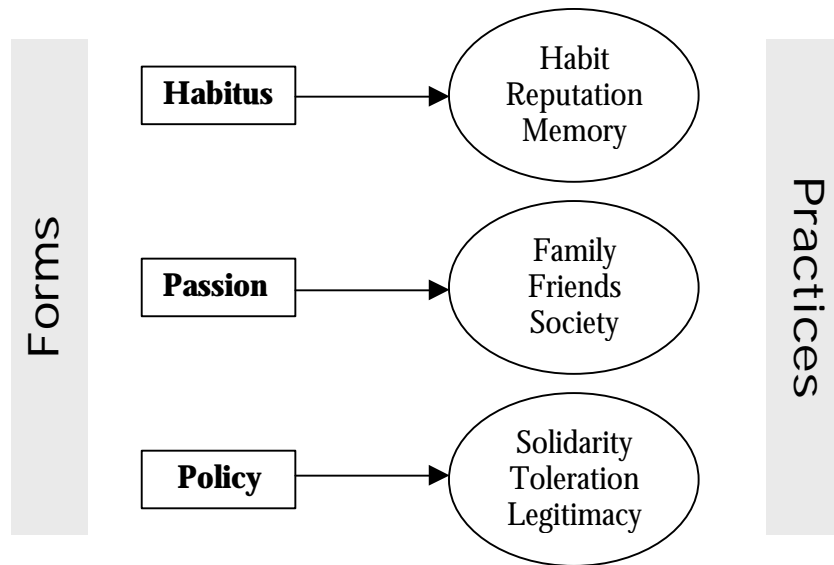 Forms
Habitus
Habit
Reputation
Memory
Passion
Family
Friends
Society
Policy
Solidarity
Toleration
Legitimacy
Practices